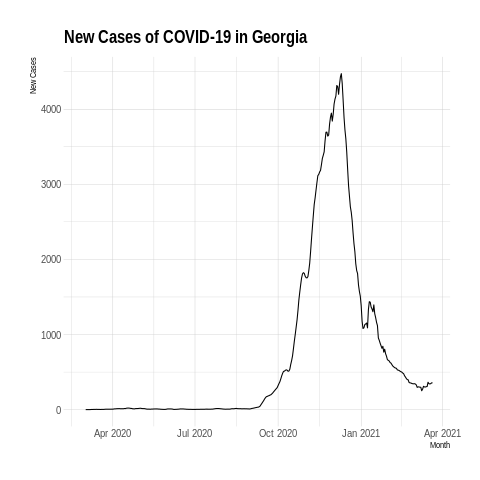 New Cases of COVID-19 in Georgia
New Cases
4000
3000
2000
1000
0
Apr 2020 Jul 2020 Oct 2020 Jan 2021 Apr 2021
Month